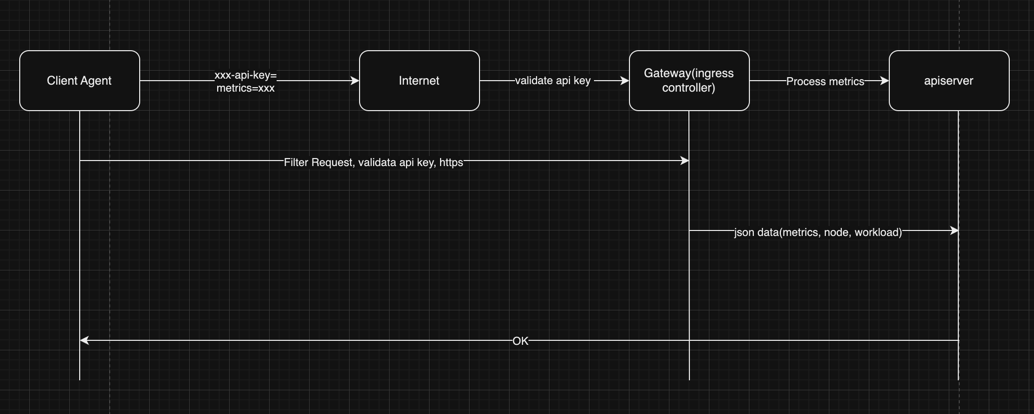 Client Agent
xxx-api-key=
metrics=xxx
Internet
validate api key
Gateway(ingress
controller)
Process metrics
apiserver
Filter Request, validata api key, https
json data(metrics, node, workload)
OK